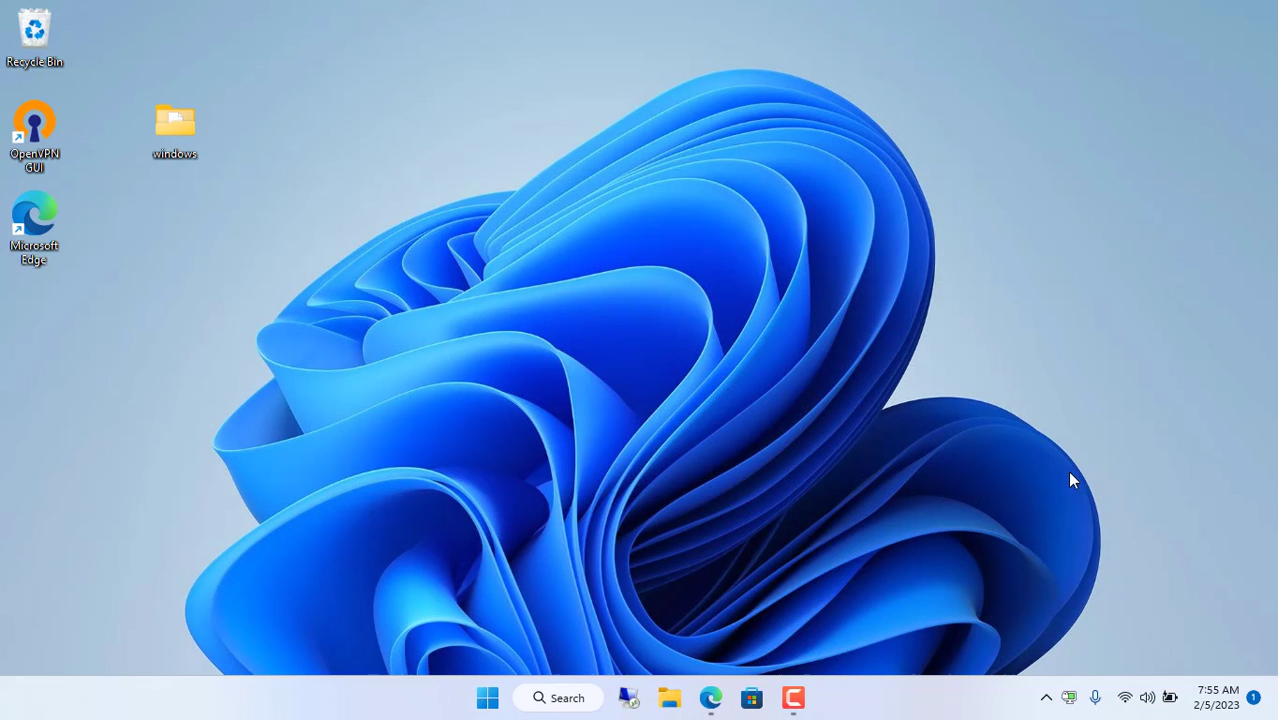 Recycle Bin
OpenVPN
GUI
windows
Microsoft
Edge
Search
7:55 AM
2/5/2023
1